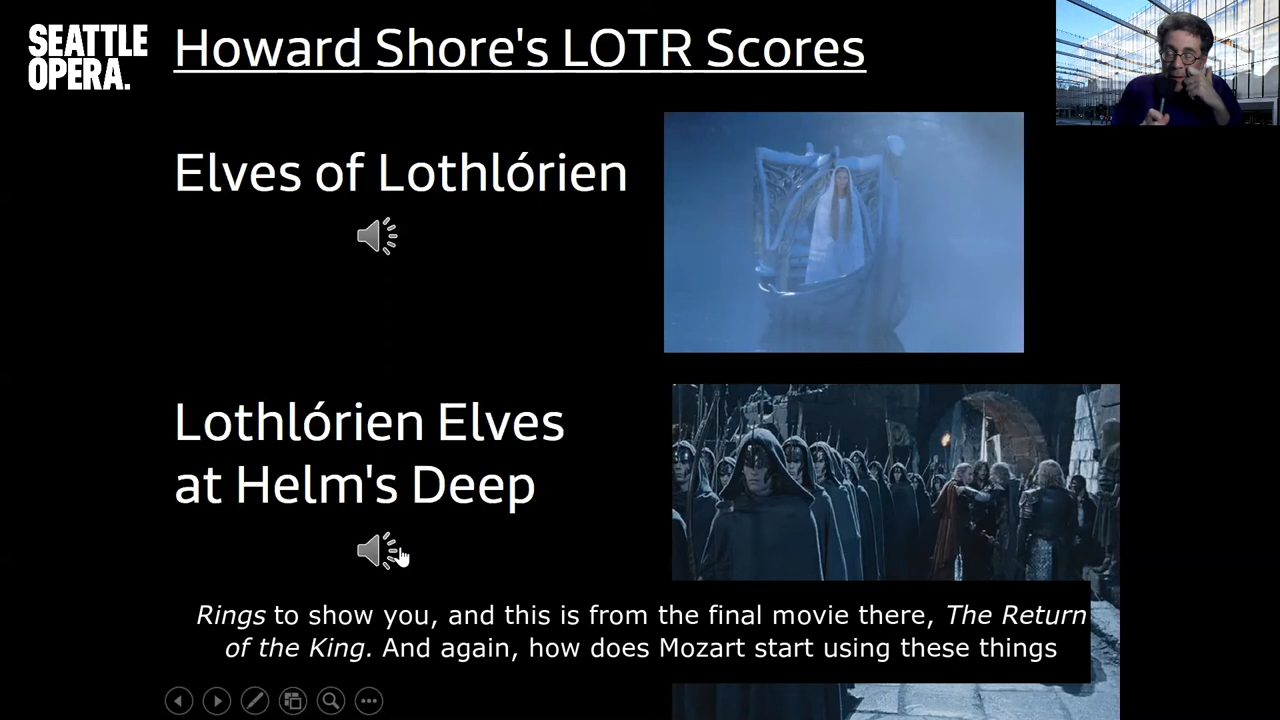 SEATTLE
OPERA.
Howard Shore's LOTR Scores
Elves of Lothlórien
Lothlórien Elves
at Helm's Deep
Rings to show you, and this is from the final movie there, The Return
of the King. And again, how does Mozart start using these things